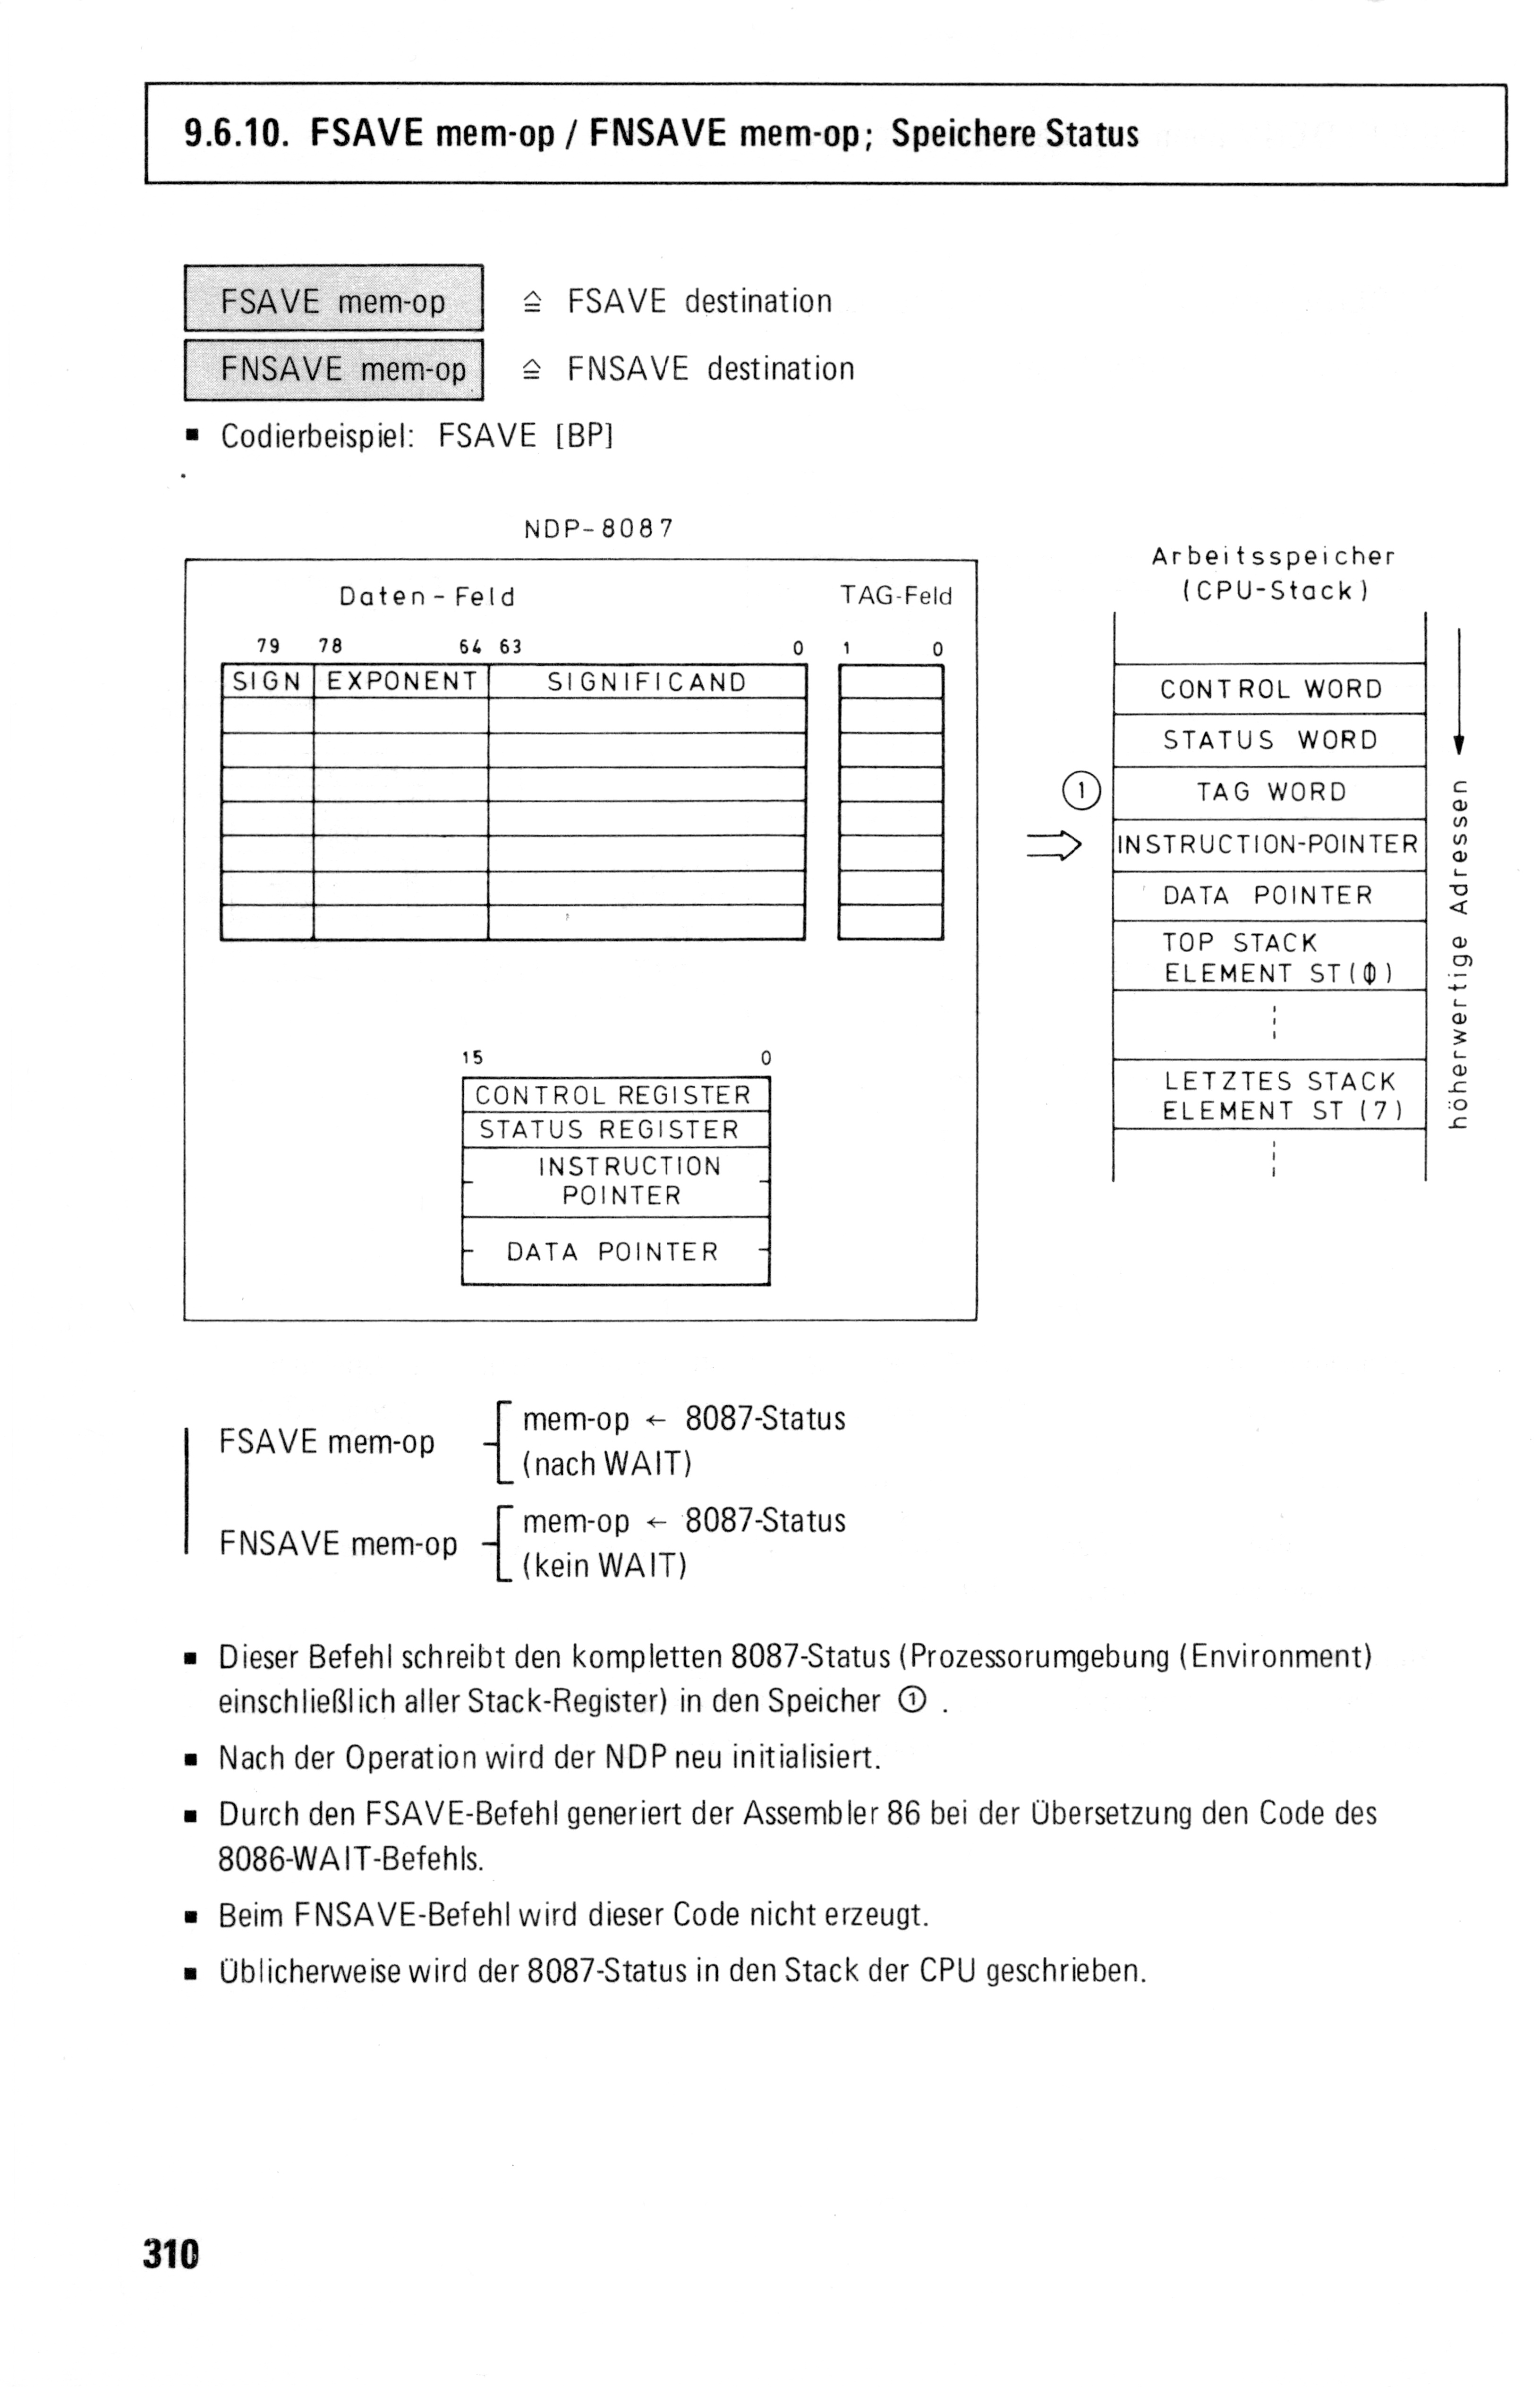 9.6.10. FSAVE mem-op / FNSAVE mem-op; Speichere Status
FSAVE mem-op ≙ FSAVE destination
FNSAVE mem-op ≙ FNSAVE destination
▪ Codierbeispiel: FSAVE [BP]
NDP-8087
Daten-Feld TAG-Feld
79 78 64 63 0 1 0
SIGN EXPONENT SIGNIFICAND
15 0
CONTROL REGISTER
STATUS REGISTER
INSTRUCTION
POINTER
DATA POINTER
Arbeitsspeicher
(CPU-Stack)
CONTROL WORD
STATUS WORD
① TAG WORD
⇒ INSTRUCTION-POINTER
DATA POINTER
TOP STACK
ELEMENT ST(0)
LETZTES STACK
ELEMENT ST (7)
höherwertige Adressen
FSAVE mem-op
mem-op ← 8087-Status
(nach WAIT)
FNSAVE mem-op
mem-op ← 8087-Status
(kein WAIT)
▪ Dieser Befehl schreibt den kompletten 8087-Status (Prozessorumgebung (Environment)
einschließlich aller Stack-Register) in den Speicher ① .
▪ Nach der Operation wird der NDP neu initialisiert.
▪ Durch den FSAVE-Befehl generiert der Assembler 86 bei der Übersetzung den Code des
8086-WAIT-Befehls.
▪ Beim FNSAVE-Befehl wird dieser Code nicht erzeugt.
▪ Üblicherweise wird der 8087-Status in den Stack der CPU geschrieben.
310